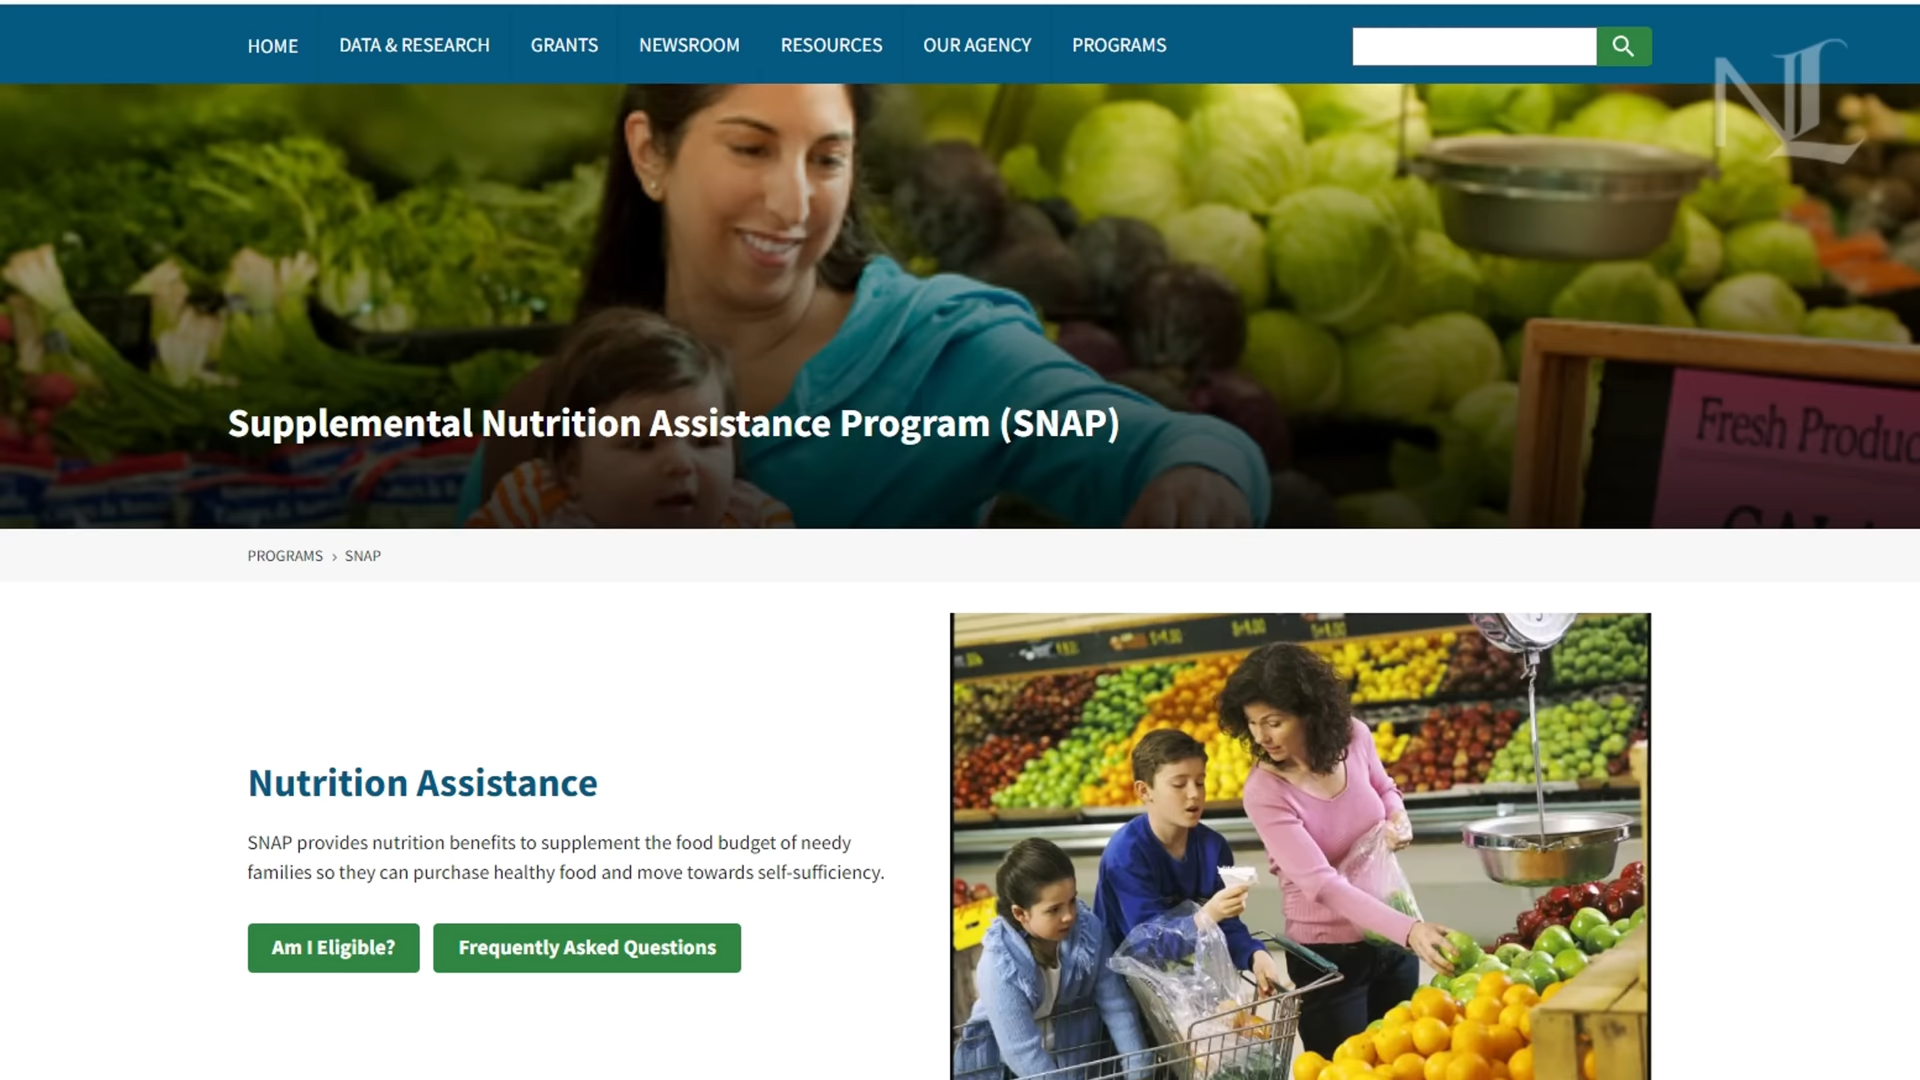 HOME DATA & RESEARCH GRANTS NEWSROOM RESOURCES OUR AGENCY PROGRAMS
NL
Supplemental Nutrition Assistance Program (SNAP)
Fresh Produc
PROGRAMS › SNAP
Nutrition Assistance
SNAP provides nutrition benefits to supplement the food budget of needy
families so they can purchase healthy food and move towards self-sufficiency.
Am I Eligible? Frequently Asked Questions